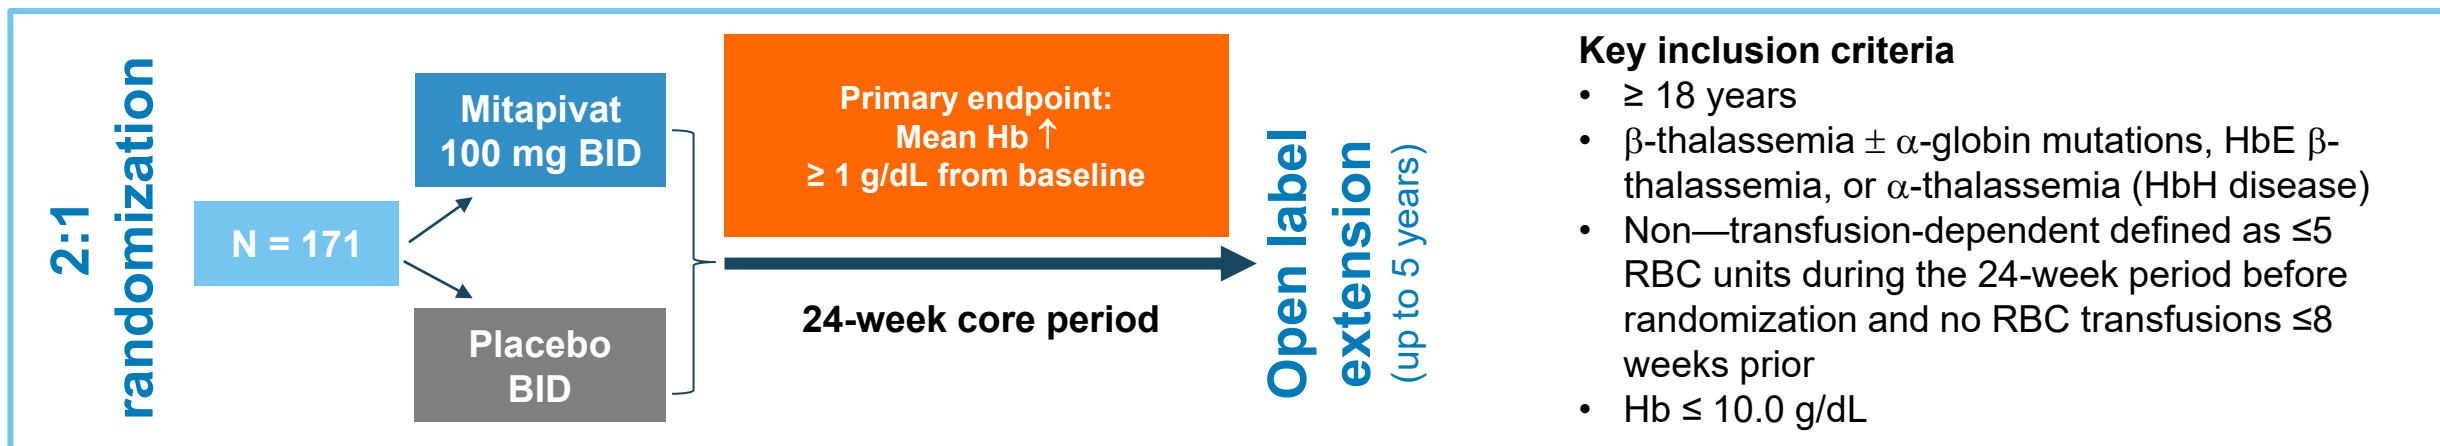 2:1
randomization
N = 171
Mitapivat
100 mg BID
Placebo
BID
Primary endpoint:
Mean Hb ↑
≥ 1 g/dL from baseline
24-week core period
Open label
extension
(up to 5 years)
Key inclusion criteria
• ≥ 18 years
• β-thalassemia ± α-globin mutations, HbE β-
thalassemia, or α-thalassemia (HbH disease)
• Non—transfusion-dependent defined as ≤5
RBC units during the 24-week period before
randomization and no RBC transfusions ≤8
weeks prior
• Hb ≤ 10.0 g/dL